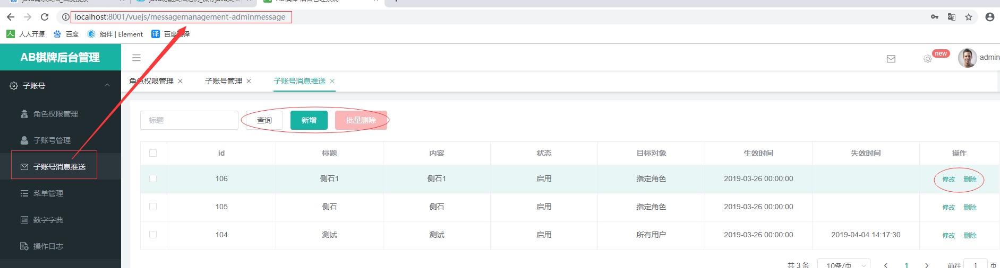 localhost:8001/vuejs/messagemanagement-adminmessage
人人开源 百度 组件 | Element 百度翻译
AB棋牌后台管理
new
admin
子账号
角色权限管理 子账号管理 子账号消息推送
角色权限管理
子账号管理
子账号消息推送
菜单管理
数字字典
操作日志
标题 查询 新增 批量删除
id 标题 内容 状态 目标对象 生效时间 失效时间 操作
106 侧石1 侧石1 启用 指定角色 2019-03-26 00:00:00 修改 删除
105 侧石 侧石 启用 指定角色 2019-03-26 00:00:00 修改 删除
104 测试 测试 启用 所有用户 2019-03-26 00:00:00 2019-04-04 14:17:30 修改 删除
共 3 条 10条/页 1 前往 1 页